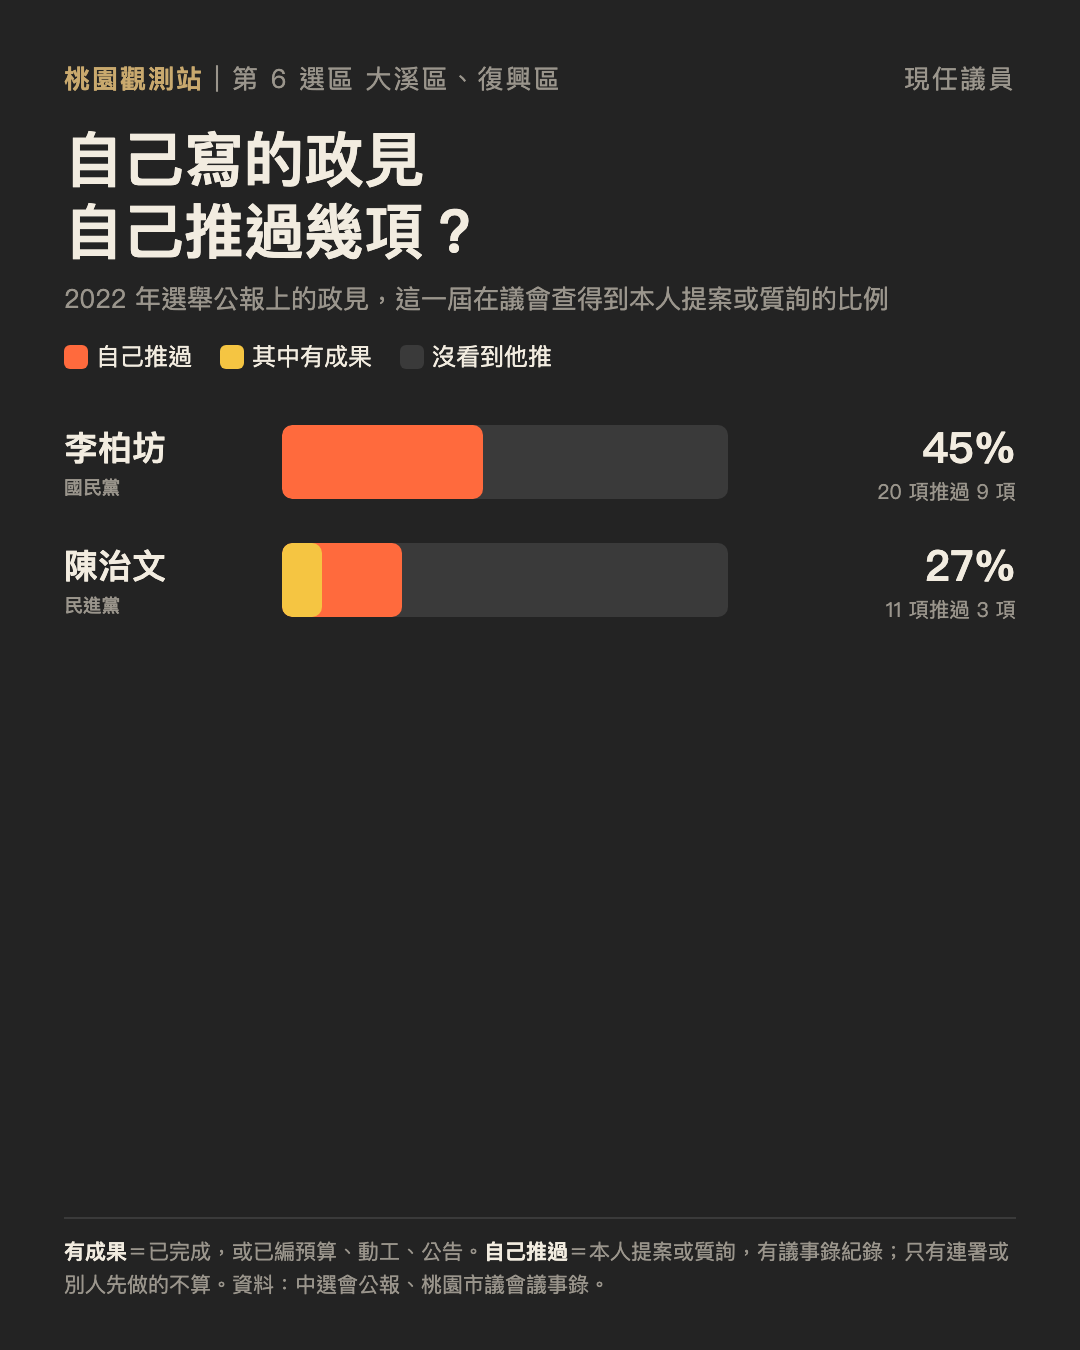 桃園觀測站｜第 6 選區 大溪區、復興區
現任議員
自己寫的政見
自己推過幾項？
2022 年選舉公報上的政見，這一屆在議會查得到本人提案或質詢的比例
自己推過 其中有成果 沒看到他推
李柏坊
國民黨
45%
20 項推過 9 項
陳治文
民進黨
27%
11 項推過 3 項
有成果＝已完成，或已編預算、動工、公告。自己推過＝本人提案或質詢，有議事錄紀錄；只有連署或
別人先做的不算。資料：中選會公報、桃園市議會議事錄。